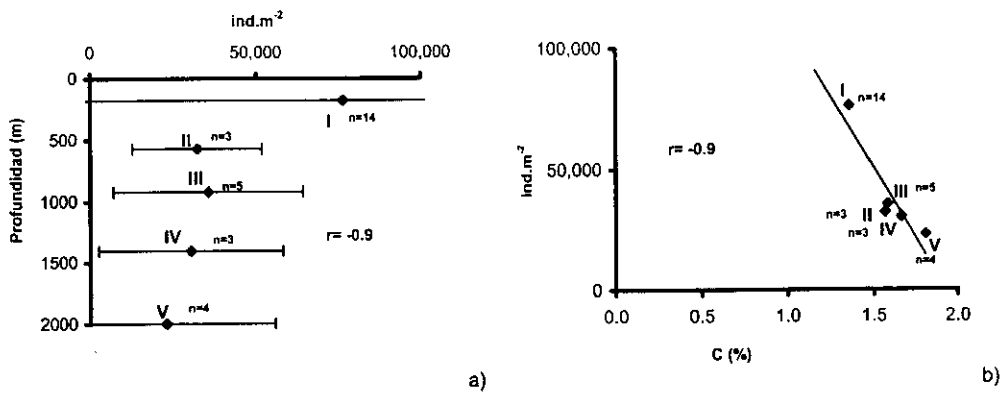 ind.m-2
0 50,000 100,000
0
500
1000
1500
2000
Profundidad (m)
I n=14
II n=3
III n=5
IV n=3
V n=4
r= -0.9
a)
100,000
50,000
0
ind.m-2
I n=14
r= -0.9
III n=5
n=3 II
n=3 IV
V
n=4
0.0 0.5 1.0 1.5 2.0
C (%)
b)